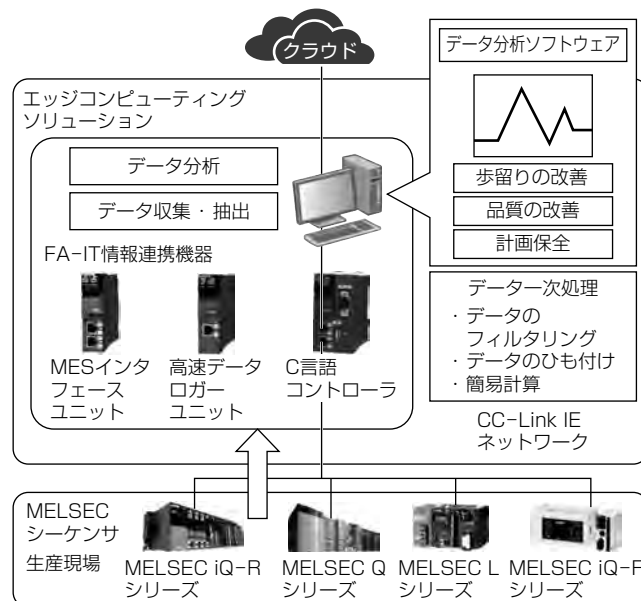 クラウド
データ分析ソフトウェア
エッジコンピューティング
ソリューション
データ分析
データ収集・抽出
歩留りの改善
品質の改善
計画保全
FA-IT情報連携機器
MESインタ
フェース
ユニット
高速データ
ロガー
ユニット
C言語
コントローラ
データ一次処理
・データの
フィルタリング
・データのひも付け
・簡易計算
CC-Link IE
ネットワーク
MELSEC
シーケンサ
生産現場
MELSEC iQ-R
シリーズ
MELSEC Q
シリーズ
MELSEC L
シリーズ
MELSEC iQ-F
シリーズ